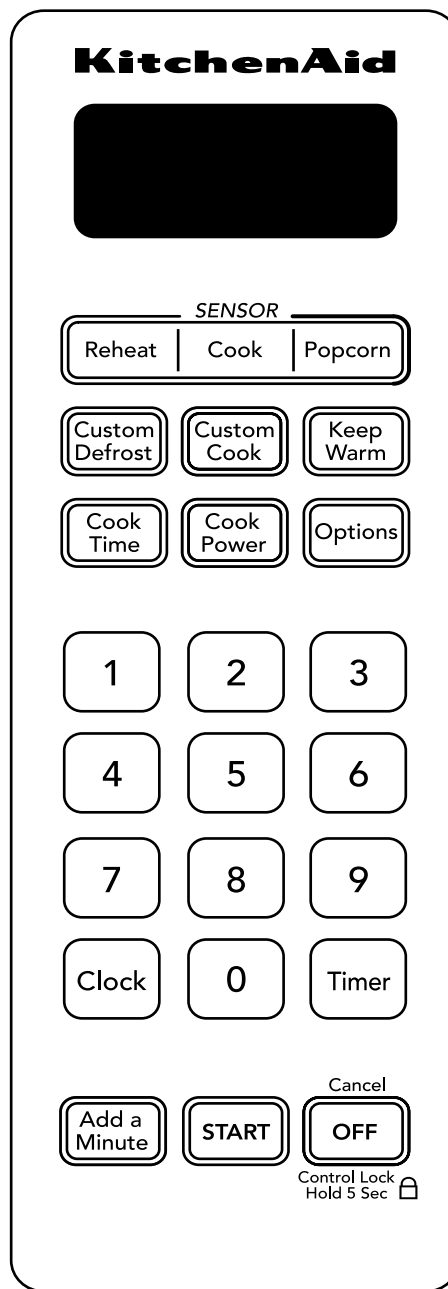 KitchenAid
SENSOR
Reheat Cook Popcorn
Custom Defrost Custom Cook Keep Warm
Cook Time Cook Power Options
1 2 3
4 5 6
7 8 9
Clock 0 Timer
Cancel
Add a Minute START OFF
Control Lock
Hold 5 Sec